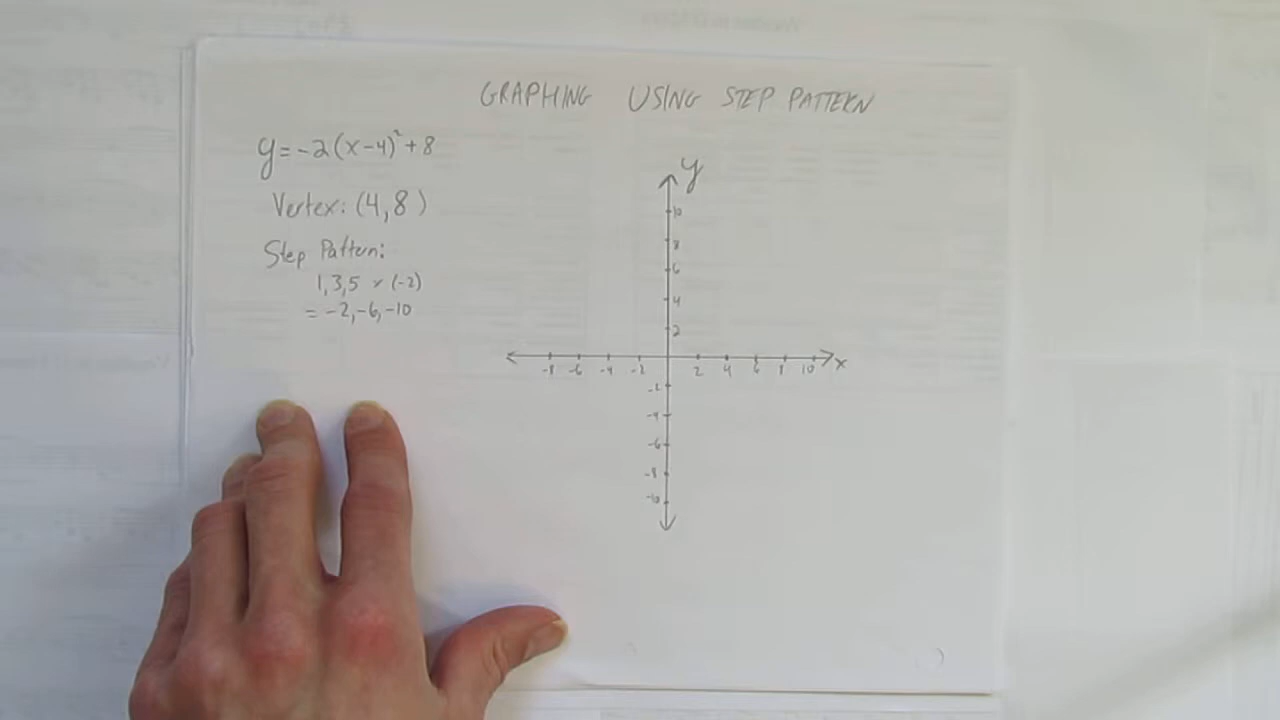 GRAPHING USING STEP PATTERN
y=-2(x-4)²+8
Vertex: (4,8)
Step Pattern:
1,3,5 × (-2)
= -2,-6,-10
y
10
8
6
4
2
-8 -6 -4 -2 2 4 6 8 10 x
-2
-4
-6
-8
-10